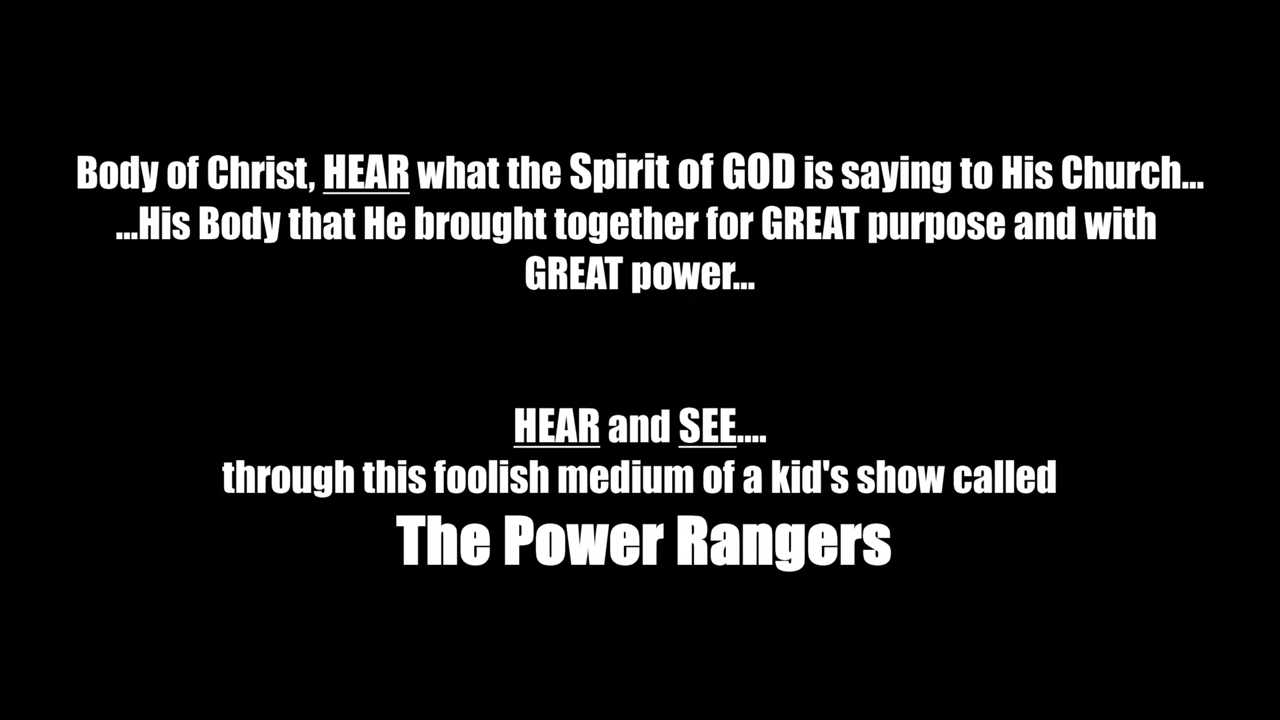 Body of Christ, HEAR what the Spirit of GOD is saying to His Church...
...His Body that He brought together for GREAT purpose and with
GREAT power...
HEAR and SEE....
through this foolish medium of a kid's show called
The Power Rangers